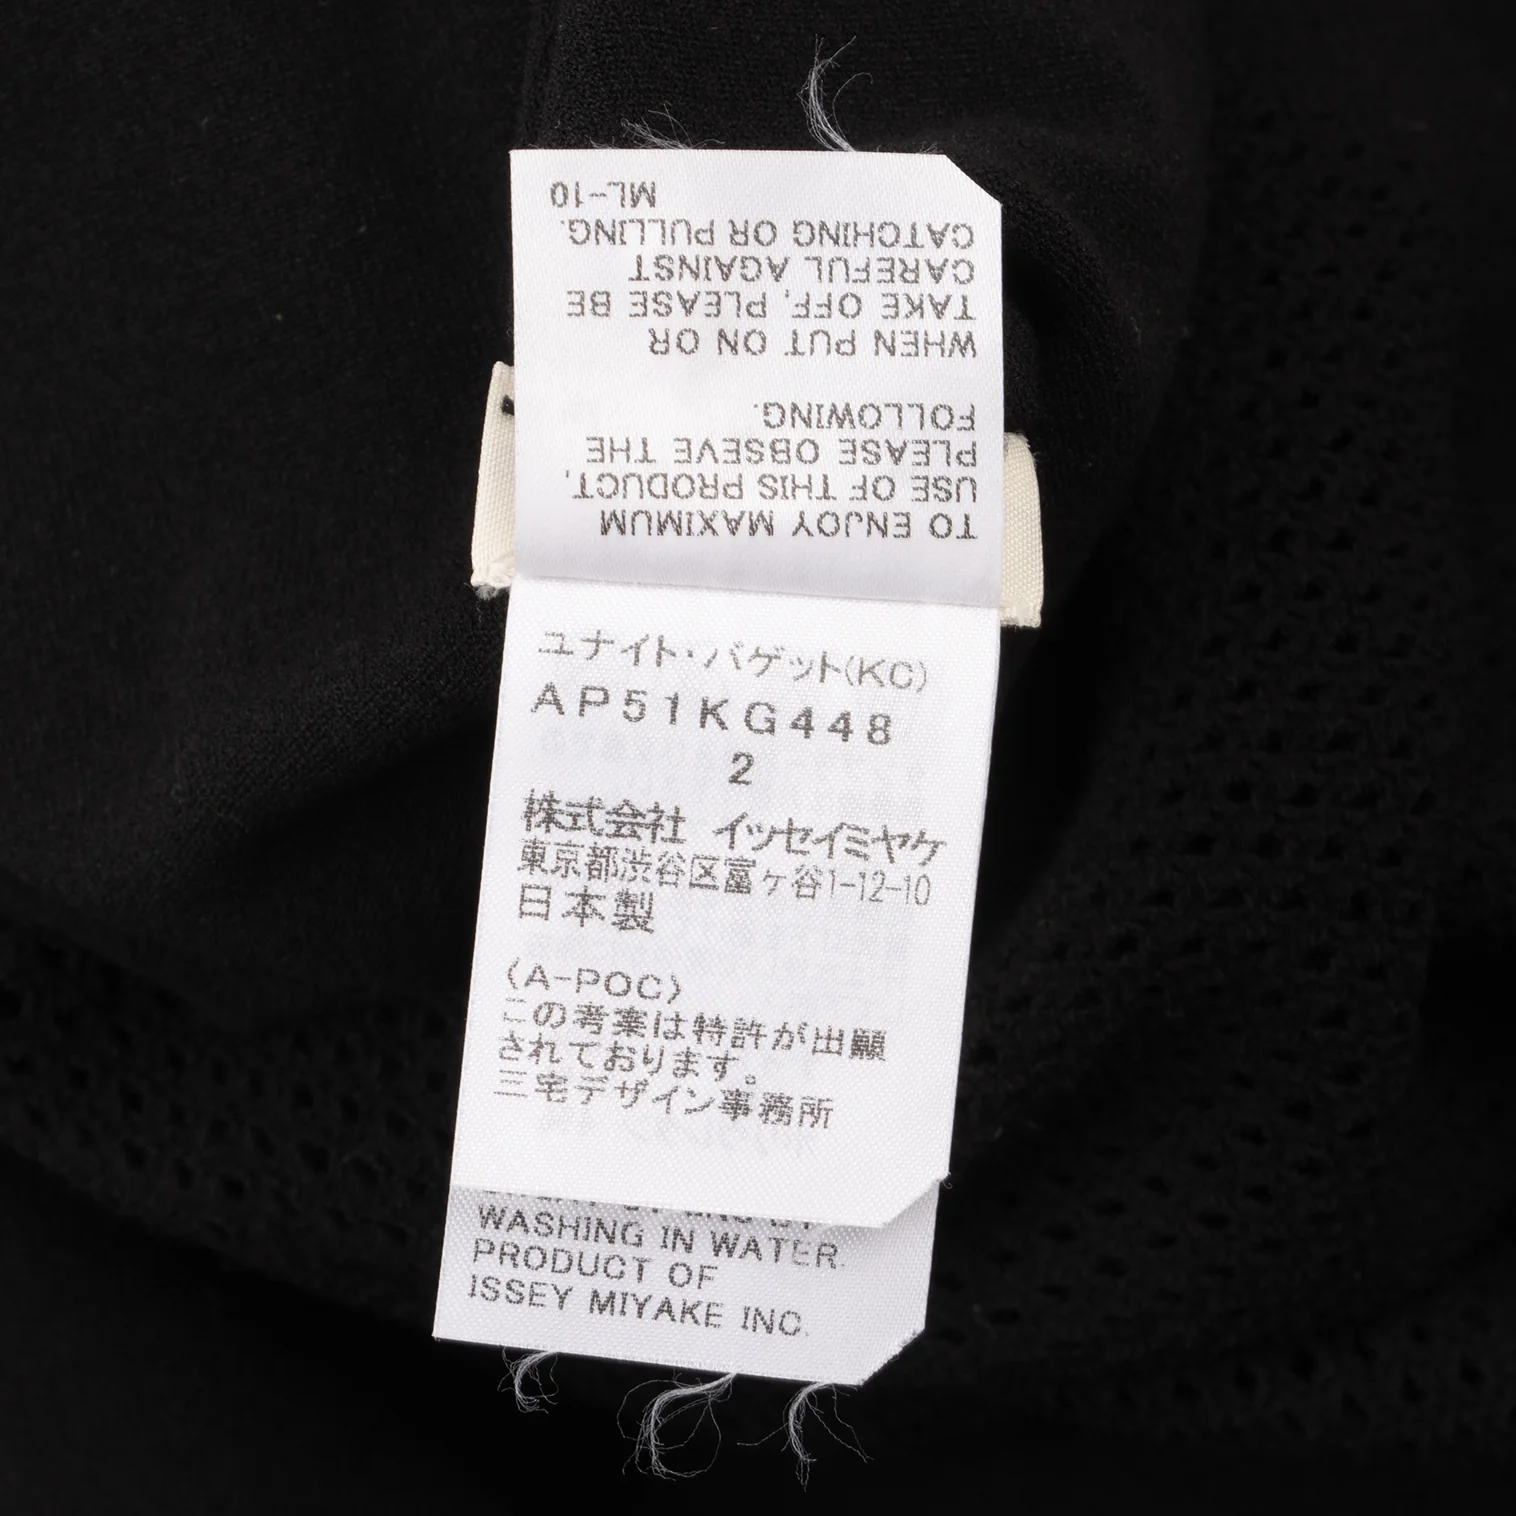 TO ENJOY MAXIMUM
USE OF THIS PRODUCT,
PLEASE OBSEVE THE
FOLLOWING.
WHEN PUT ON OR
TAKE OFF, PLEASE BE
CAREFUL AGAINST
CATCHING OR PULLING.
ML-10
ユナイト・バゲット(KC)
AP51KG448
2
株式会社 イッセイミヤケ
東京都渋谷区富ヶ谷1-12-10
日本製
〈A-POC〉
この考案は特許が出願
されております。
三宅デザイン事務所
WASHING IN WATER.
PRODUCT OF
ISSEY MIYAKE INC.